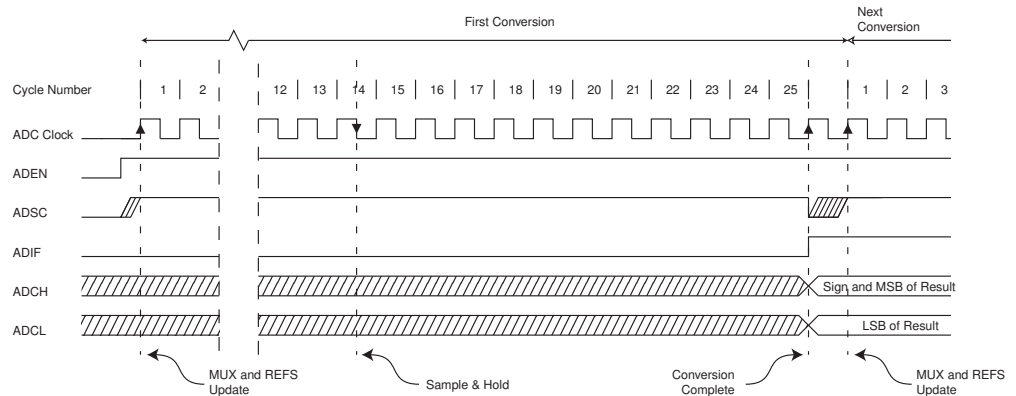 First Conversion
Next
Conversion
Cycle Number 1 2 12 13 14 15 16 17 18 19 20 21 22 23 24 25 1 2 3
ADC Clock
ADEN
ADSC
ADIF
ADCH Sign and MSB of Result
ADCL LSB of Result
MUX and REFS
Update
Sample & Hold
Conversion
Complete
MUX and REFS
Update